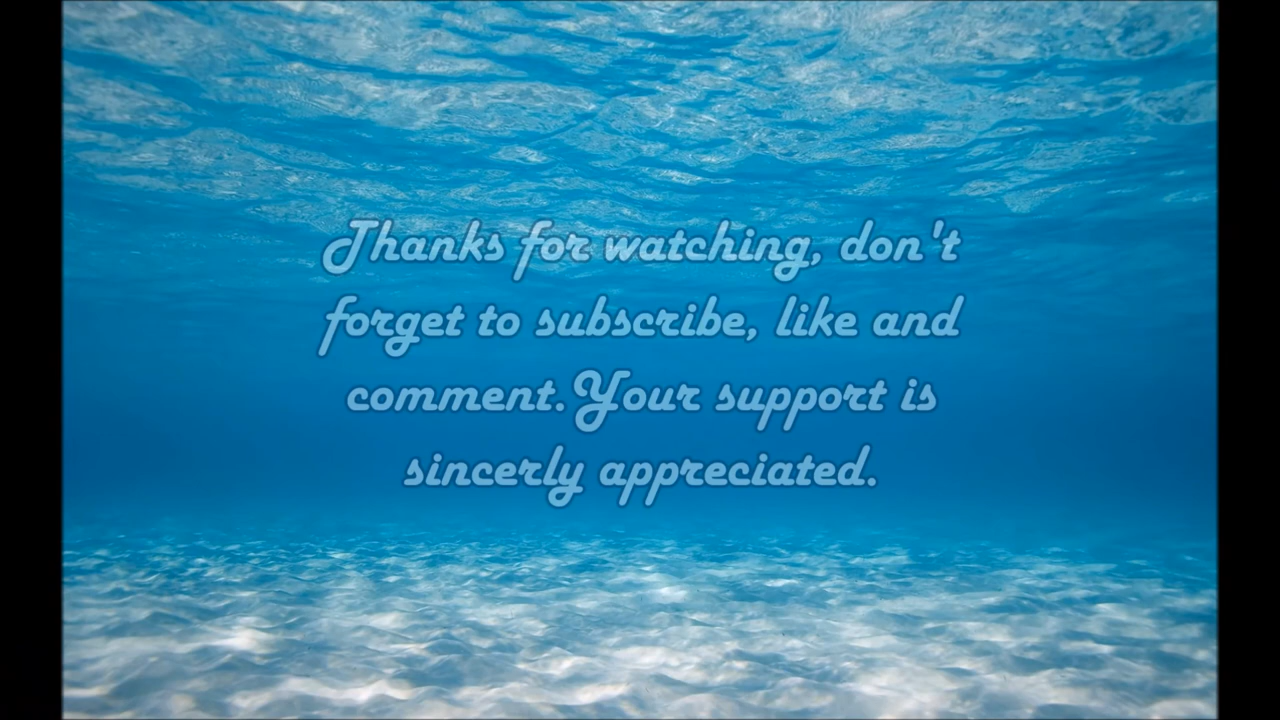 Thanks for watching, don't
forget to subscribe, like and
comment. Your support is
sincerly appreciated.